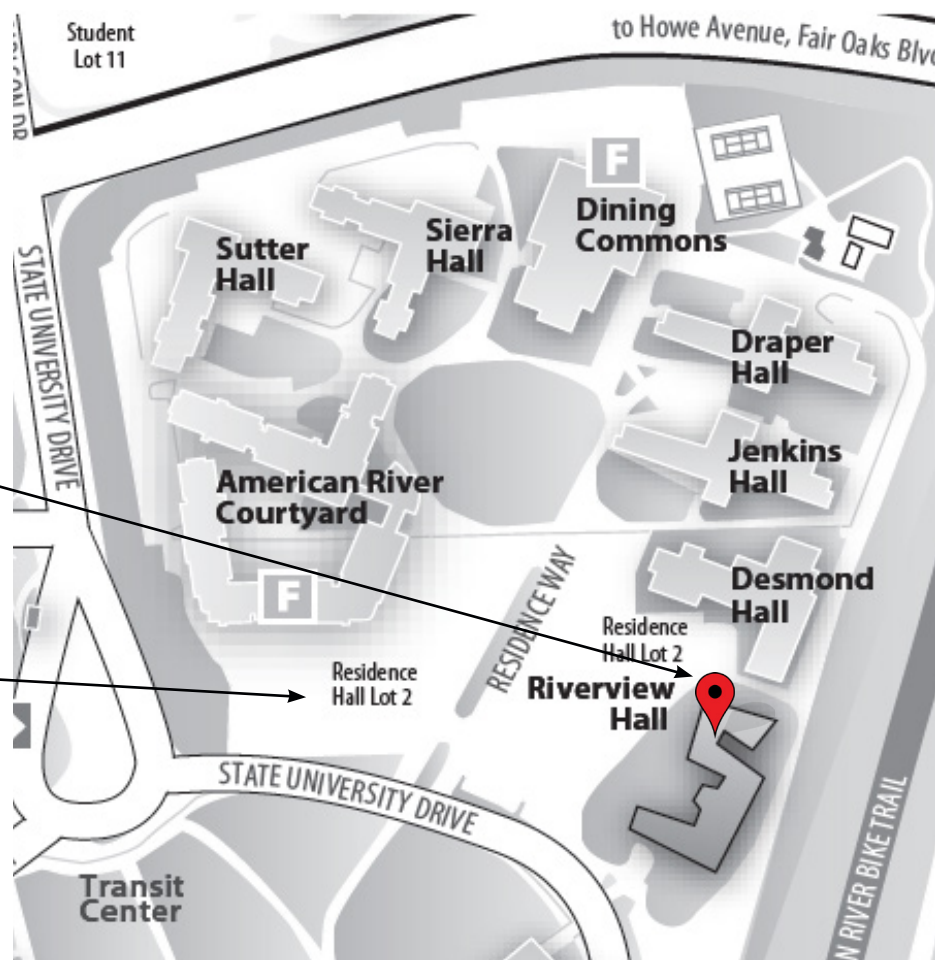 Student
Lot 11
to Howe Avenue, Fair Oaks Blvd
STATE UNIVERSITY DRIVE
F
Dining
Commons
Sierra
Hall
Sutter
Hall
Draper
Hall
Jenkins
Hall
American River
Courtyard
F
Desmond
Hall
RESIDENCE WAY
Residence
Hall Lot 2
Residence
Hall Lot 2
Riverview
Hall
STATE UNIVERSITY DRIVE
N RIVER BIKE TRAIL
Transit
Center